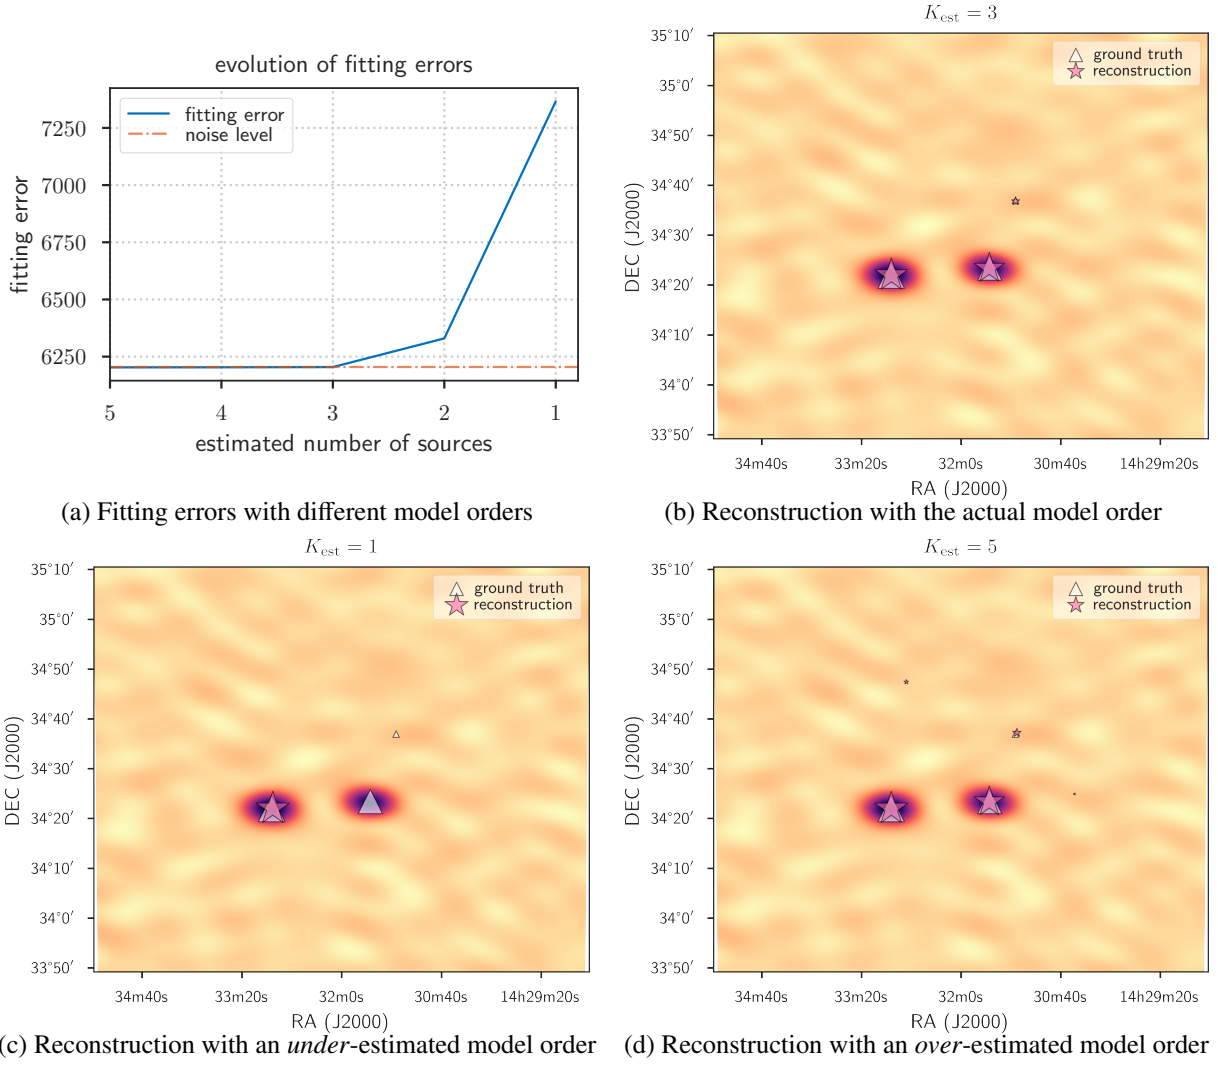 evolution of fitting errors
fitting error
noise level
7250
7000
6750
6500
6250
fitting error
5 4 3 2 1
estimated number of sources
(a) Fitting errors with different model orders
K_est = 3
ground truth
reconstruction
35°10′
35°0′
34°50′
34°40′
34°30′
34°20′
34°10′
34°0′
33°50′
DEC (J2000)
34m40s 33m20s 32m0s 30m40s 14h29m20s
RA (J2000)
(b) Reconstruction with the actual model order
K_est = 1
ground truth
reconstruction
35°10′
35°0′
34°50′
34°40′
34°30′
34°20′
34°10′
34°0′
33°50′
DEC (J2000)
34m40s 33m20s 32m0s 30m40s 14h29m20s
RA (J2000)
(c) Reconstruction with an under-estimated model order
K_est = 5
ground truth
reconstruction
35°10′
35°0′
34°50′
34°40′
34°30′
34°20′
34°10′
34°0′
33°50′
DEC (J2000)
34m40s 33m20s 32m0s 30m40s 14h29m20s
RA (J2000)
(d) Reconstruction with an over-estimated model order